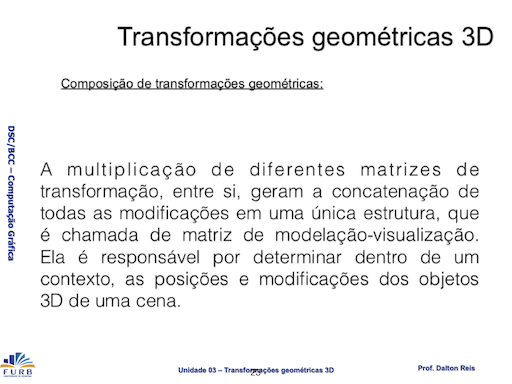 Transformações geométricas 3D
Composição de transformações geométricas:
DSC/BCC – Computação Gráfica
A multiplicação de diferentes matrizes de
transformação, entre si, geram a concatenação de
todas as modificações em uma única estrutura, que
é chamada de matriz de modelação-visualização.
Ela é responsável por determinar dentro de um
contexto, as posições e modificações dos objetos
3D de uma cena.
FURB
Unidade 03 – Transformações geométricas 3D
Prof. Dalton Reis